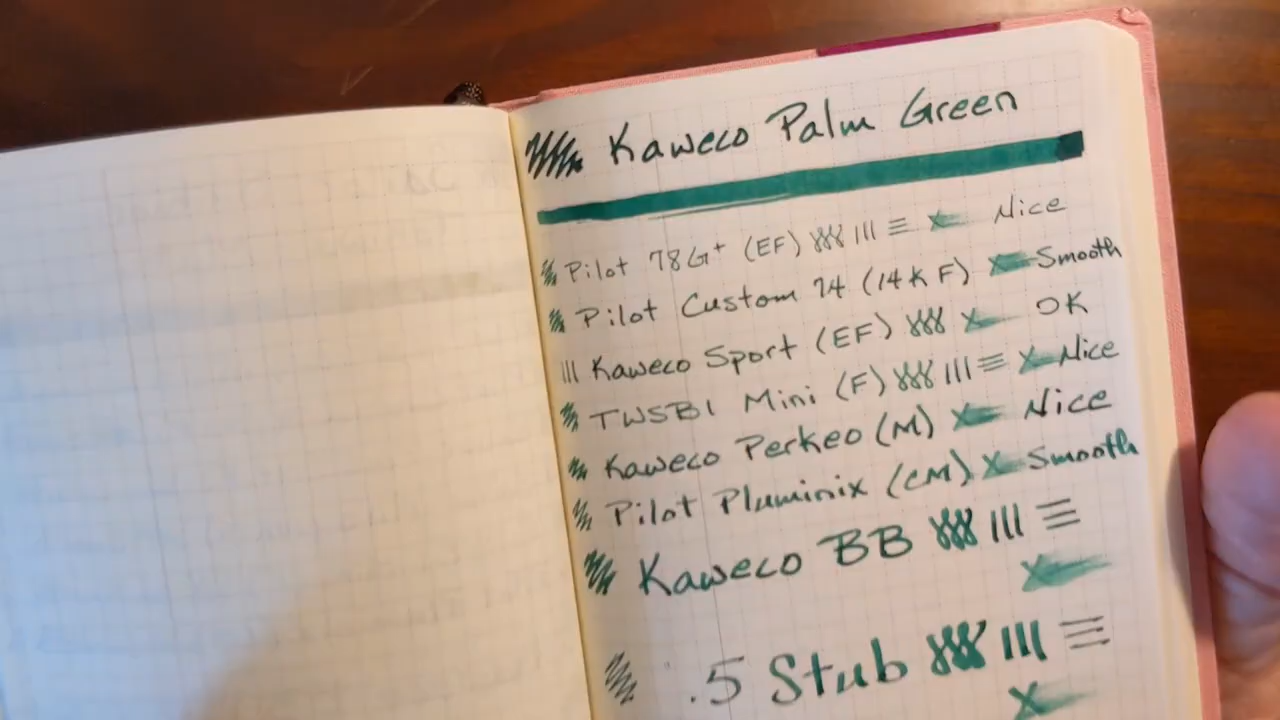 Kaweco Palm Green
Pilot 78G+ (EF) Nice
Pilot Custom 74 (14K F) Smooth
Kaweco Sport (EF) OK
TWSBI Mini (F) Nice
Kaweco Perkeo (M) Nice
Pilot Pluminix (CM) Smooth
Kaweco BB
.5 Stub